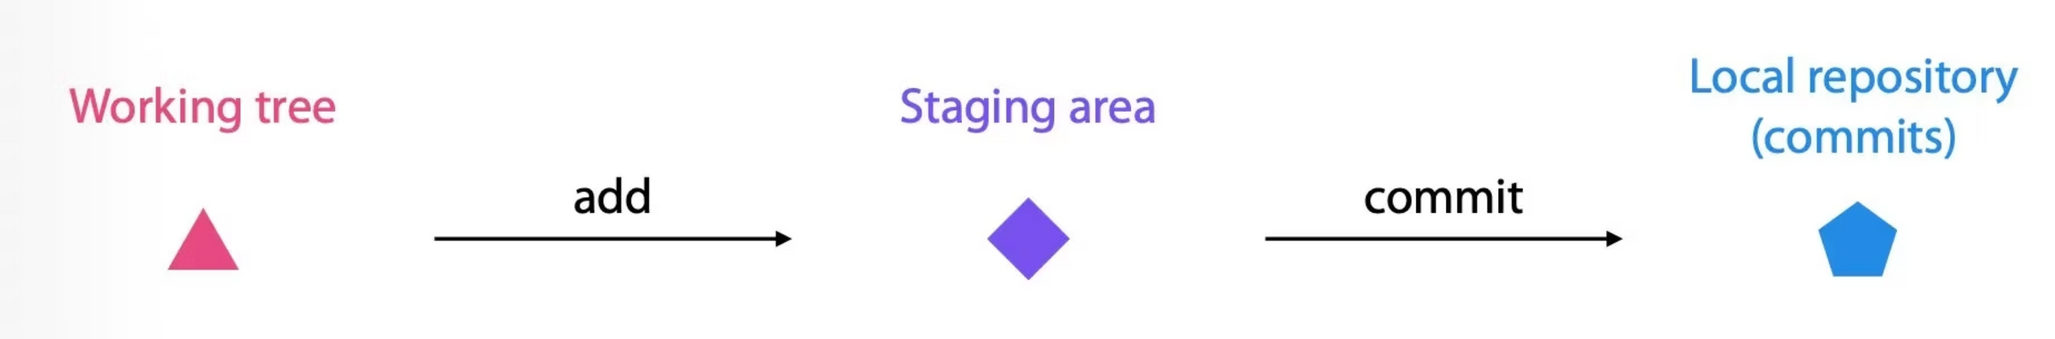 Working tree
add
Staging area
commit
Local repository
(commits)